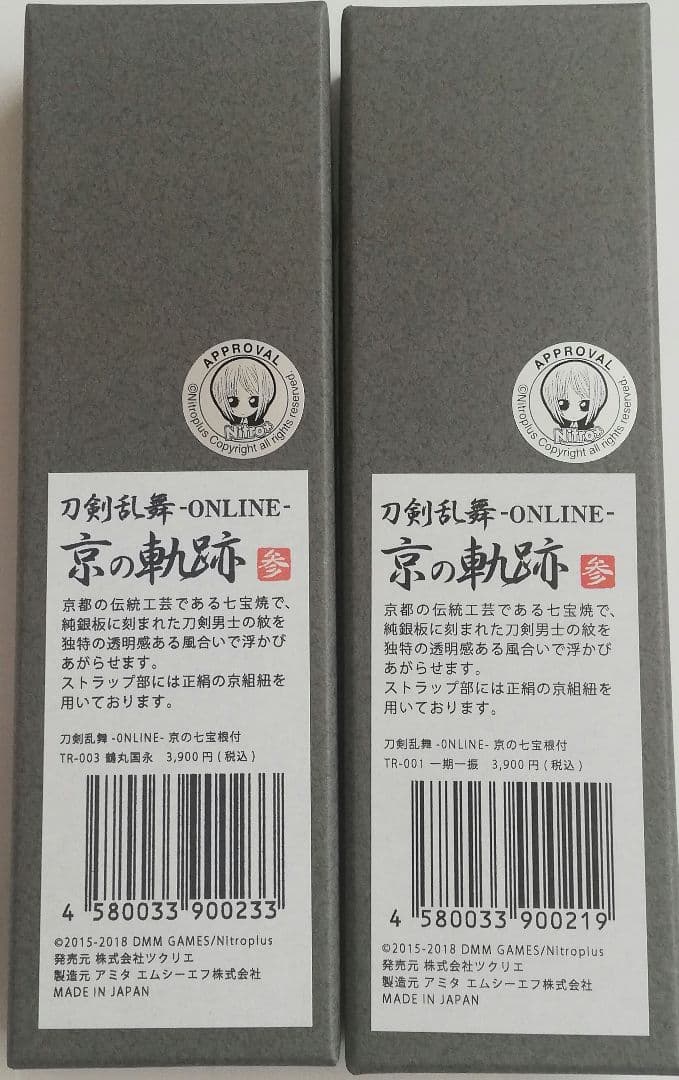 APPROVAL
Nitro+
©Nitroplus Copyright all rights reserved.
刀剣乱舞-ONLINE-
京の軌跡 参
京都の伝統工芸である七宝焼で、
純銀板に刻まれた刀剣男士の紋を
独特の透明感ある風合いで浮かび
あがらせます。
ストラップ部には正絹の京組紐を
用いております。
刀剣乱舞-ONLINE- 京の七宝根付
TR-003 鶴丸国永 3,900円(税込)
4 580033 900233
©2015-2018 DMM GAMES/Nitroplus
発売元 株式会社ツクリエ
製造元 アミタ エムシーエフ株式会社
MADE IN JAPAN
APPROVAL
Nitro+
©Nitroplus Copyright all rights reserved.
刀剣乱舞-ONLINE-
京の軌跡 参
京都の伝統工芸である七宝焼で、
純銀板に刻まれた刀剣男士の紋を
独特の透明感ある風合いで浮かび
あがらせます。
ストラップ部には正絹の京組紐を
用いております。
刀剣乱舞-ONLINE- 京の七宝根付
TR-001 一期一振 3,900円(税込)
4 580033 900219
©2015-2018 DMM GAMES/Nitroplus
発売元 株式会社ツクリエ
製造元 アミタ エムシーエフ株式会社
MADE IN JAPAN